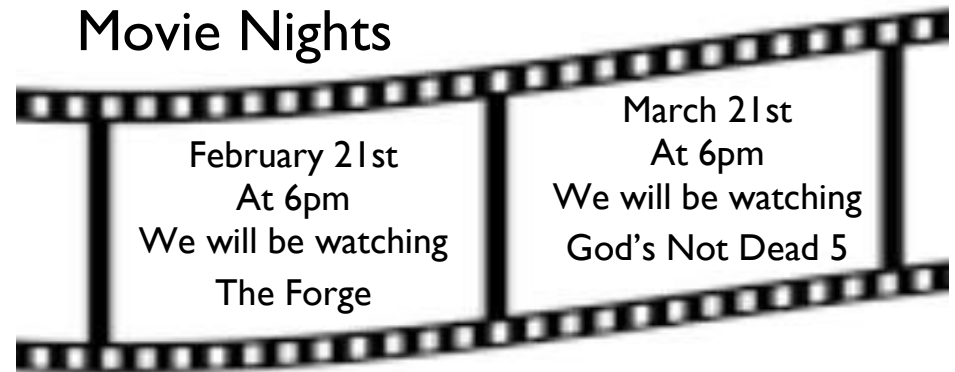 Movie Nights
February 21st
At 6pm
We will be watching
The Forge
March 21st
At 6pm
We will be watching
God's Not Dead 5